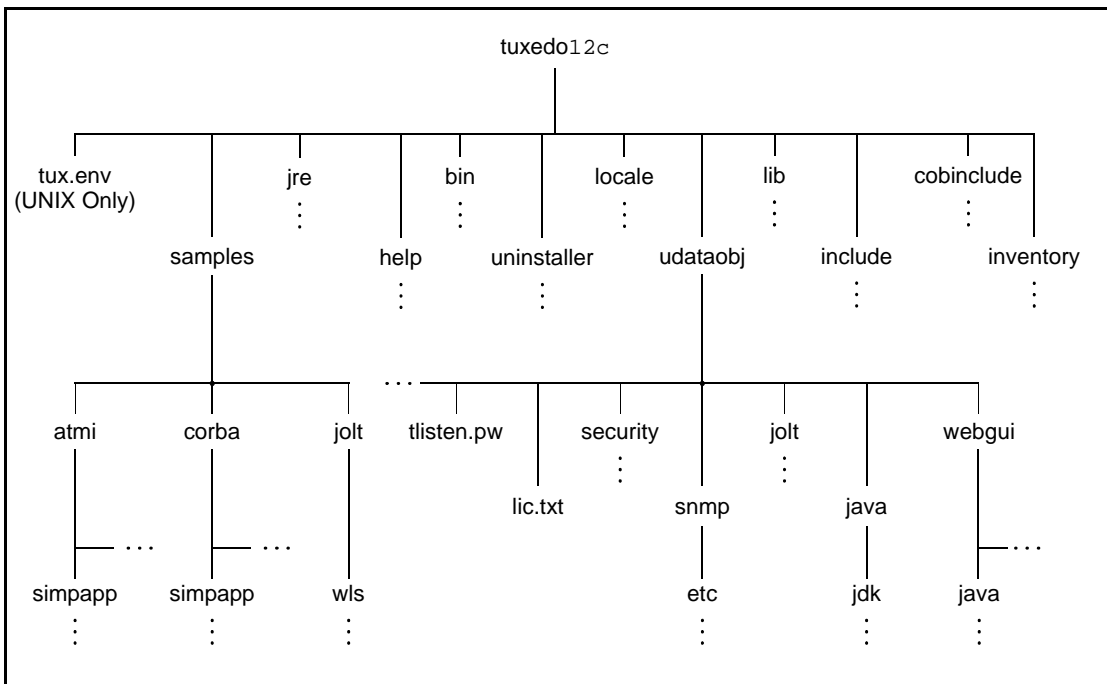 tuxedo12c
tux.env
(UNIX Only)
jre
bin
locale
lib
cobinclude
samples
help
uninstaller
udataobj
include
inventory
atmi
corba
jolt
tlisten.pw
security
jolt
webgui
lic.txt
snmp
java
simpapp
simpapp
wls
etc
jdk
java